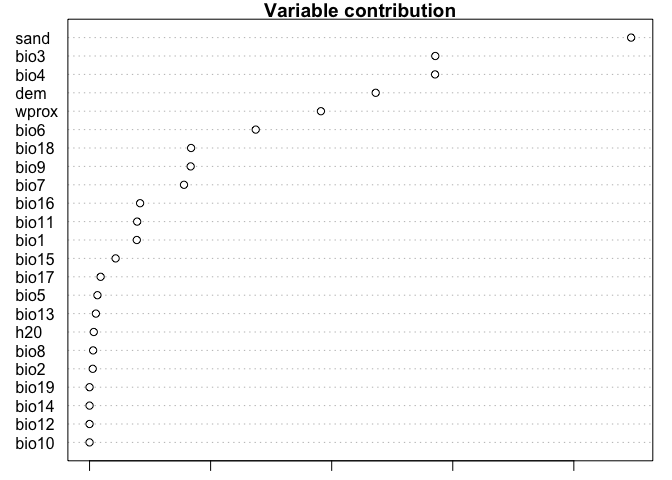 Variable contribution
sand
bio3
bio4
dem
wprox
bio6
bio18
bio9
bio7
bio16
bio11
bio1
bio15
bio17
bio5
bio13
h20
bio8
bio2
bio19
bio14
bio12
bio10